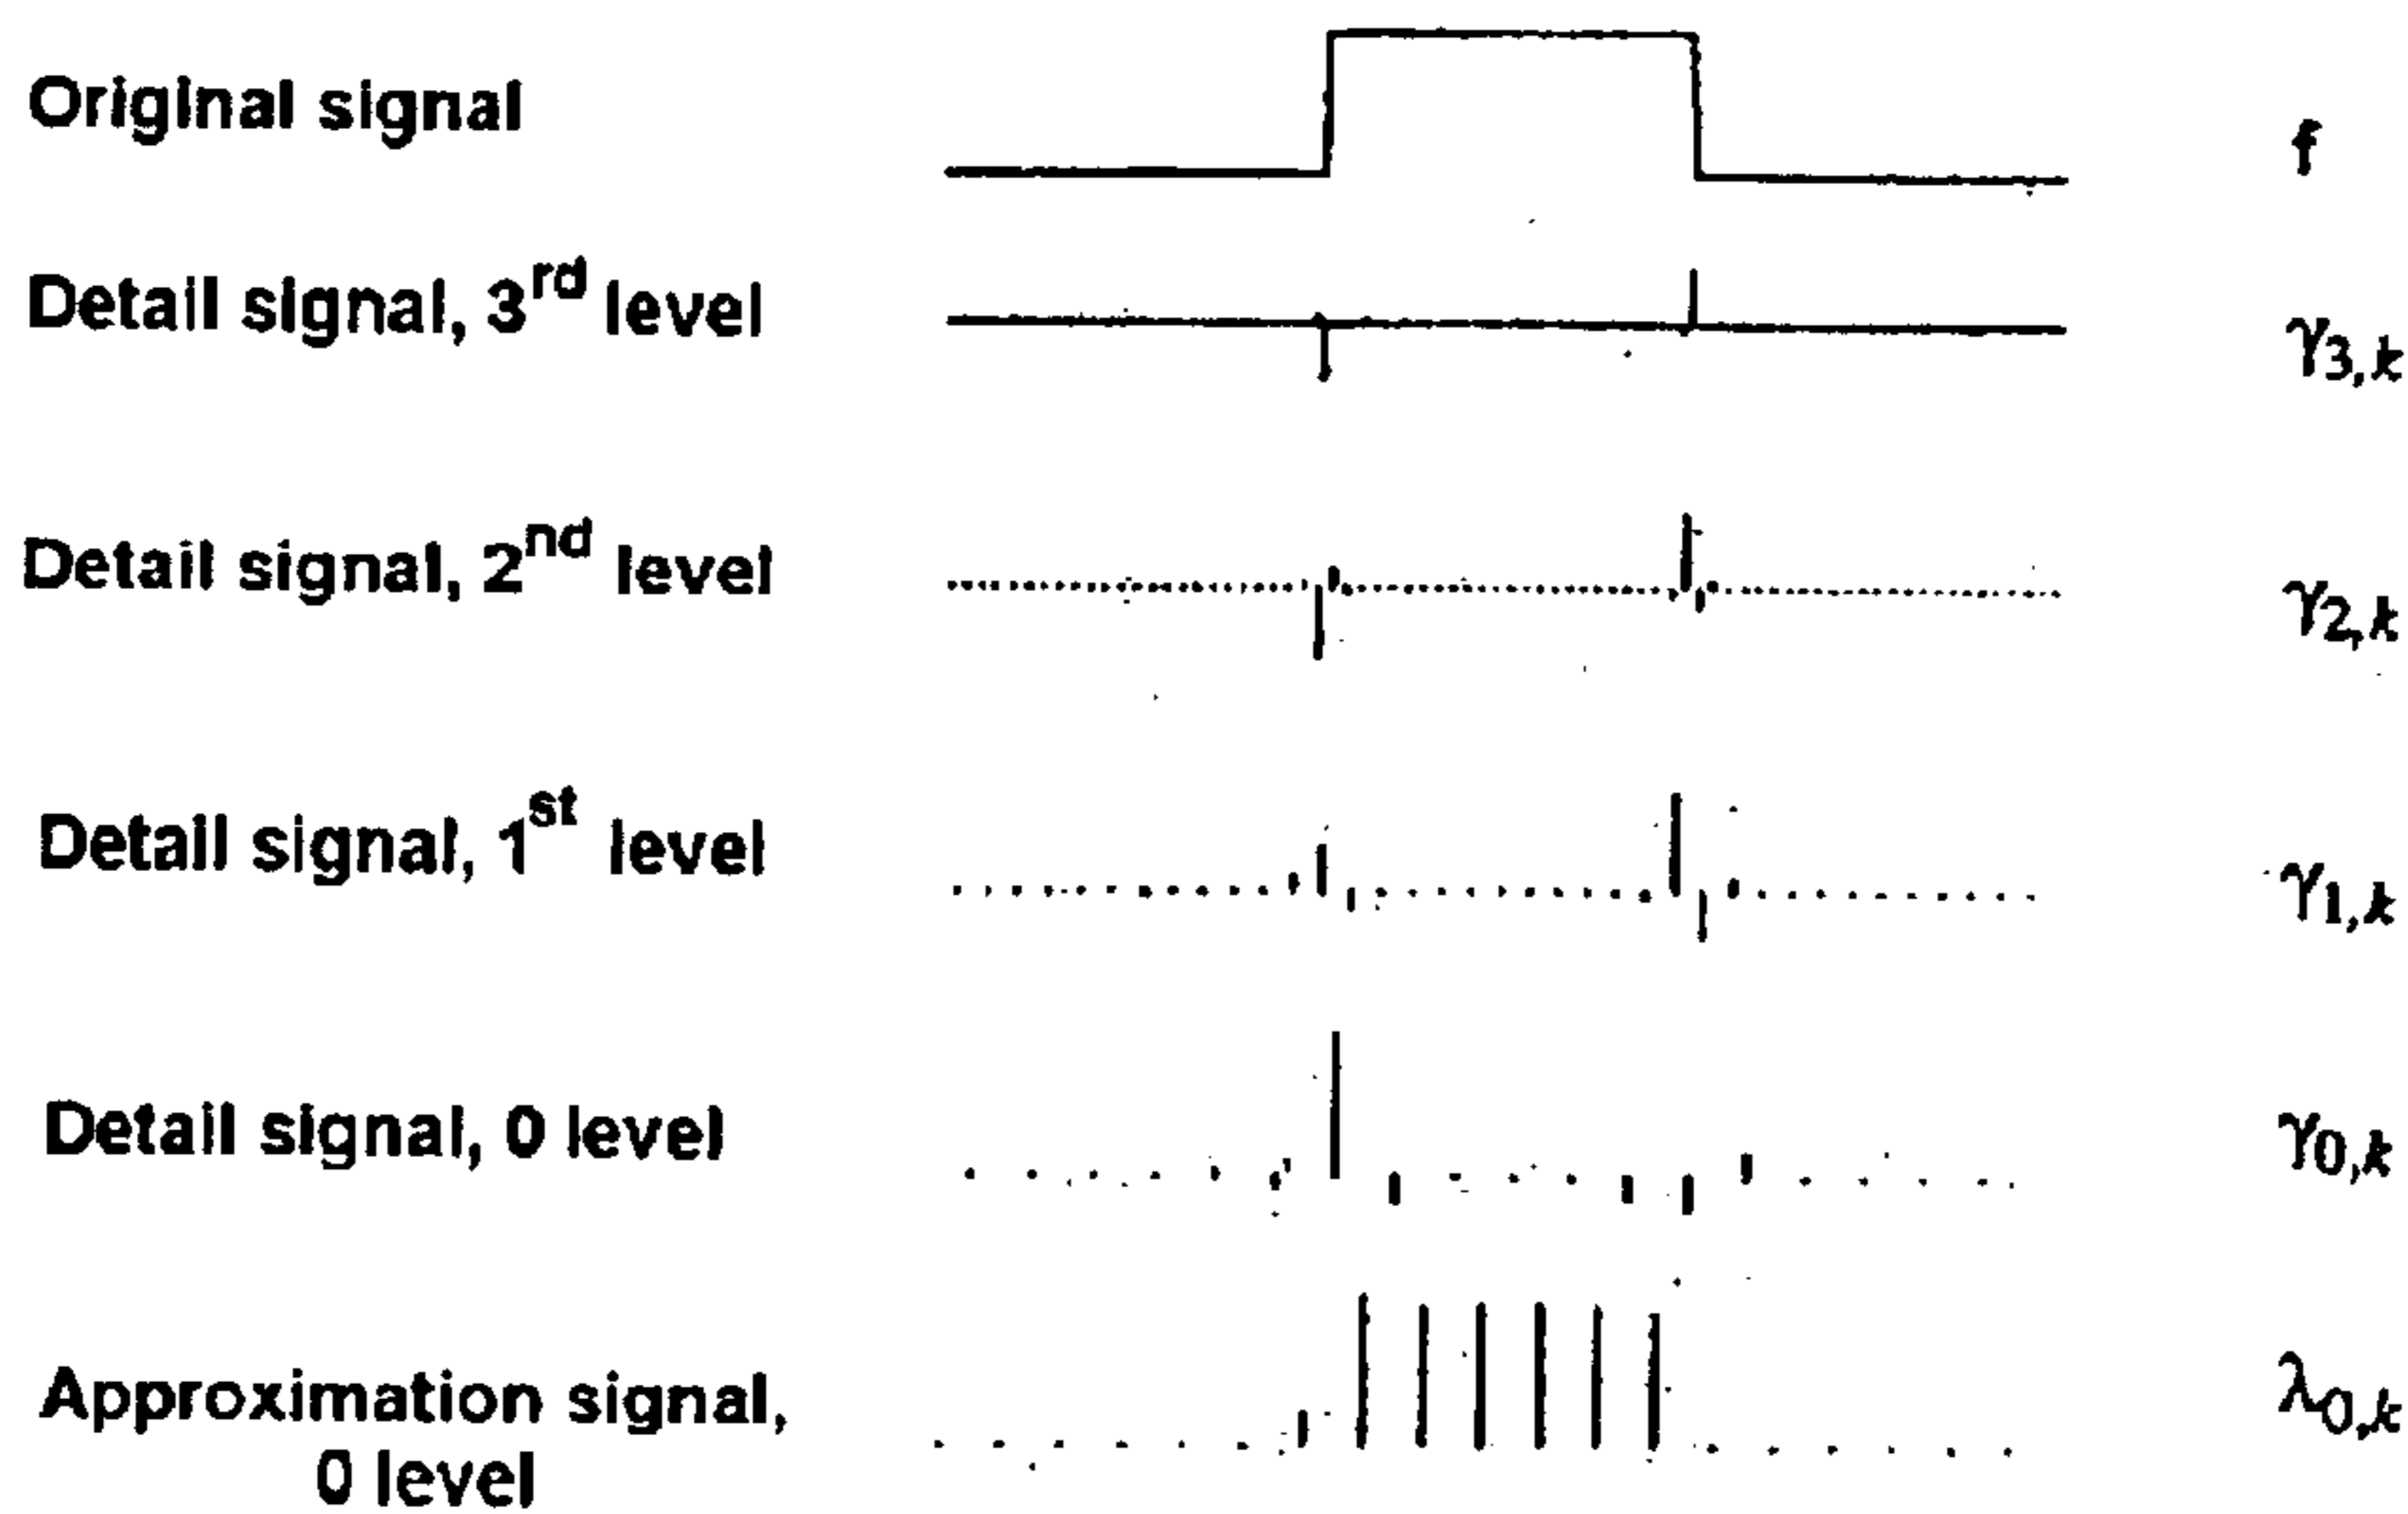 Original signal
f
Detail signal, 3rd level
γ3,k
Detail signal, 2nd level
γ2,k
Detail signal, 1st level
γ1,k
Detail signal, 0 level
γ0,k
Approximation signal,
0 level
λ0,k